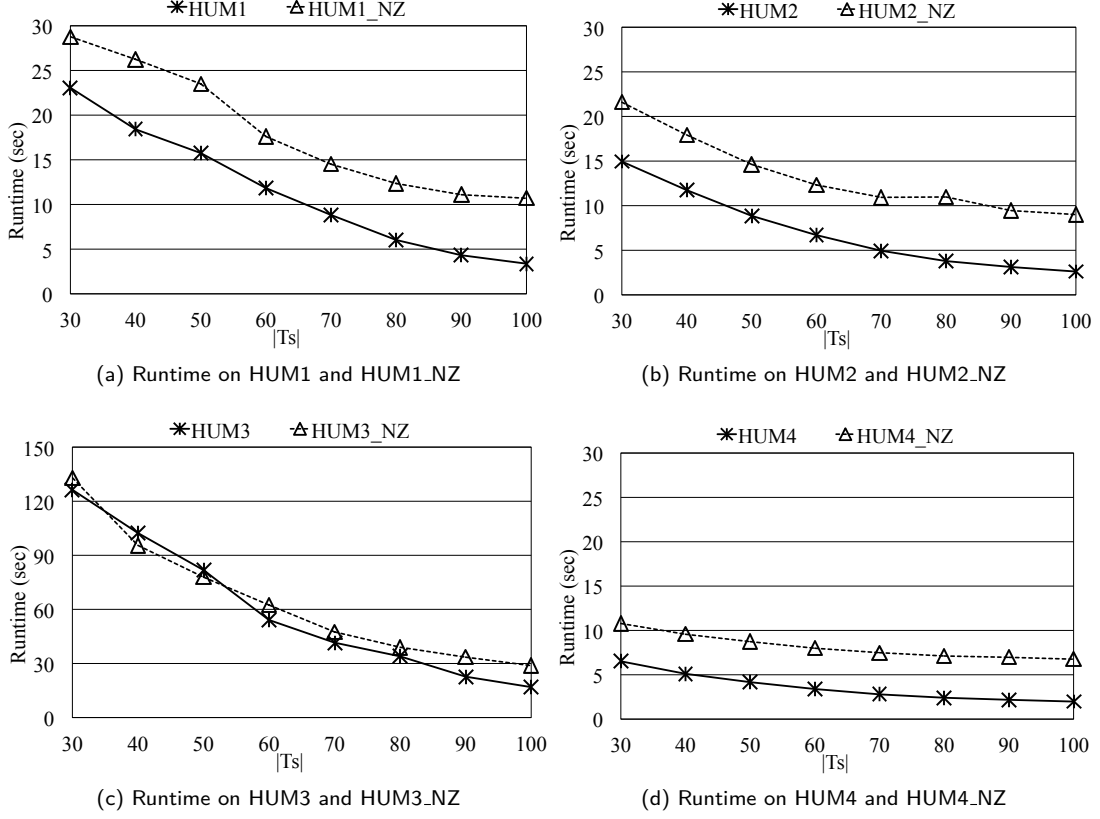 HUM1 HUM1_NZ
30
25
20
15
10
5
0
Runtime (sec)
30 40 50 60 70 80 90 100
|Ts|
(a) Runtime on HUM1 and HUM1_NZ
HUM2 HUM2_NZ
30
25
20
15
10
5
0
Runtime (sec)
30 40 50 60 70 80 90 100
|Ts|
(b) Runtime on HUM2 and HUM2_NZ
HUM3 HUM3_NZ
150
120
90
60
30
0
Runtime (sec)
30 40 50 60 70 80 90 100
|Ts|
(c) Runtime on HUM3 and HUM3_NZ
HUM4 HUM4_NZ
30
25
20
15
10
5
0
Runtime (sec)
30 40 50 60 70 80 90 100
|Ts|
(d) Runtime on HUM4 and HUM4_NZ